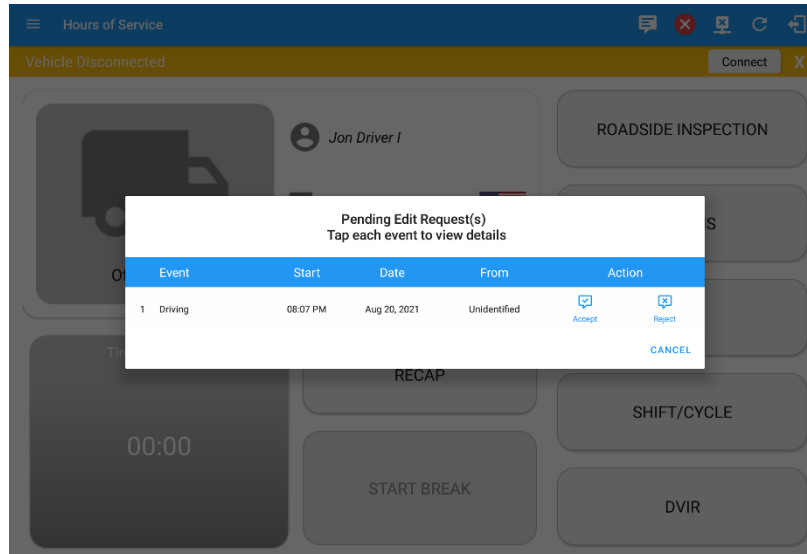 Hours of Service
Vehicle Disconnected
Connect
X
Jon Driver I
ROADSIDE INSPECTION
Pending Edit Request(s)
Tap each event to view details
Event Start Date From Action
1 Driving 08:07 PM Aug 20, 2021 Unidentified Accept Reject
CANCEL
RECAP
00:00
SHIFT/CYCLE
START BREAK
DVIR